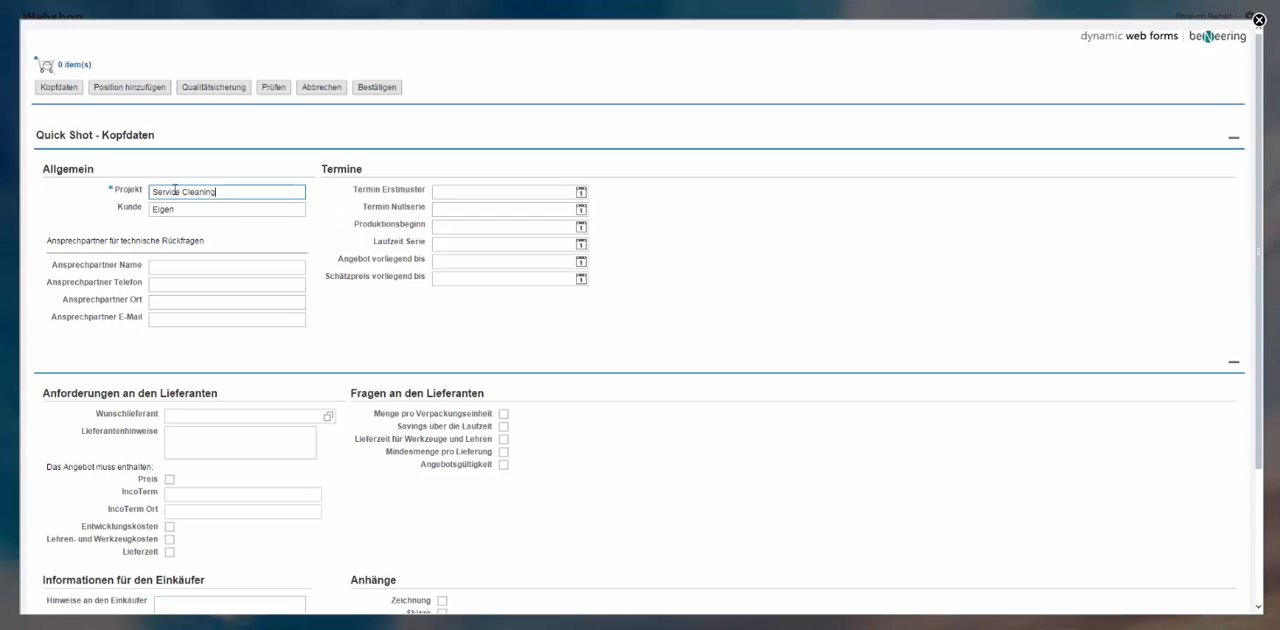 Webshop
dynamic web forms | beNeering
0 item(s)
Kopfdaten Position hinzufügen Qualitätsicherung Prüfen Abbrechen Bestätigen
Quick Shot - Kopfdaten
Allgemein Termine
*Projekt Service Cleaning Termin Erstmuster
Kunde Eigen Termin Nullserie
Produktionsbeginn
Ansprechpartner für technische Rückfragen Laufzeit Serie
Ansprechpartner Name Angebot vorliegend bis
Ansprechpartner Telefon Schätzpreis vorliegend bis
Ansprechpartner Ort
Ansprechpartner E-Mail
Anforderungen an den Lieferanten Fragen an den Lieferanten
Wunschlieferant Menge pro Verpackungseinheit
Lieferantenhinweise Savings über die Laufzeit
Lieferzeit für Werkzeuge und Lehren
Mindesmenge pro Lieferung
Das Angebot muss enthalten: Angebotsgültigkeit
Preis
IncoTerm
IncoTerm Ort
Entwicklungskosten
Lehren- und Werkzeugkosten
Lieferzeit
Informationen für den Einkäufer Anhänge
Hinweise an den Einkäufer Zeichnung
Skizze